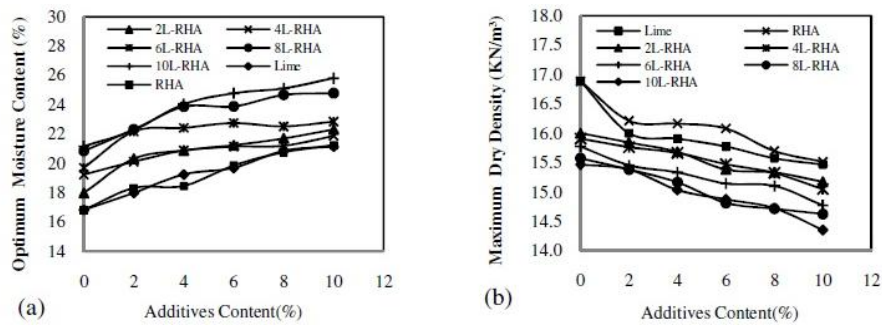 Optimum Moisture Content (%)
30
28
26
24
22
20
18
16
14
2L-RHA
4L-RHA
6L-RHA
8L-RHA
10L-RHA
Lime
RHA
0 2 4 6 8 10 12
Additives Content(%)
(a)
Maximum Dry Density (KN/m³)
18.0
17.5
17.0
16.5
16.0
15.5
15.0
14.5
14.0
Lime
RHA
2L-RHA
4L-RHA
6L-RHA
8L-RHA
10L-RHA
0 2 4 6 8 10 12
Additives Content(%)
(b)